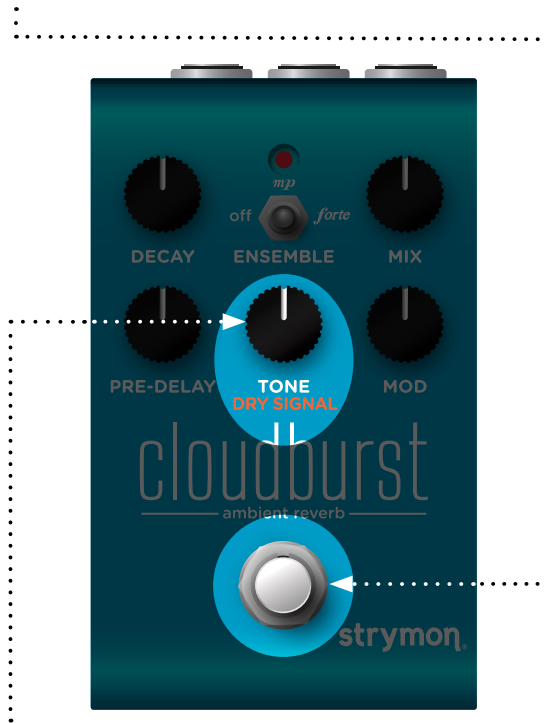 mp
off forte
DECAY ENSEMBLE MIX
PRE-DELAY TONE MOD
DRY SIGNAL
cloudburst
ambient reverb
strymon®